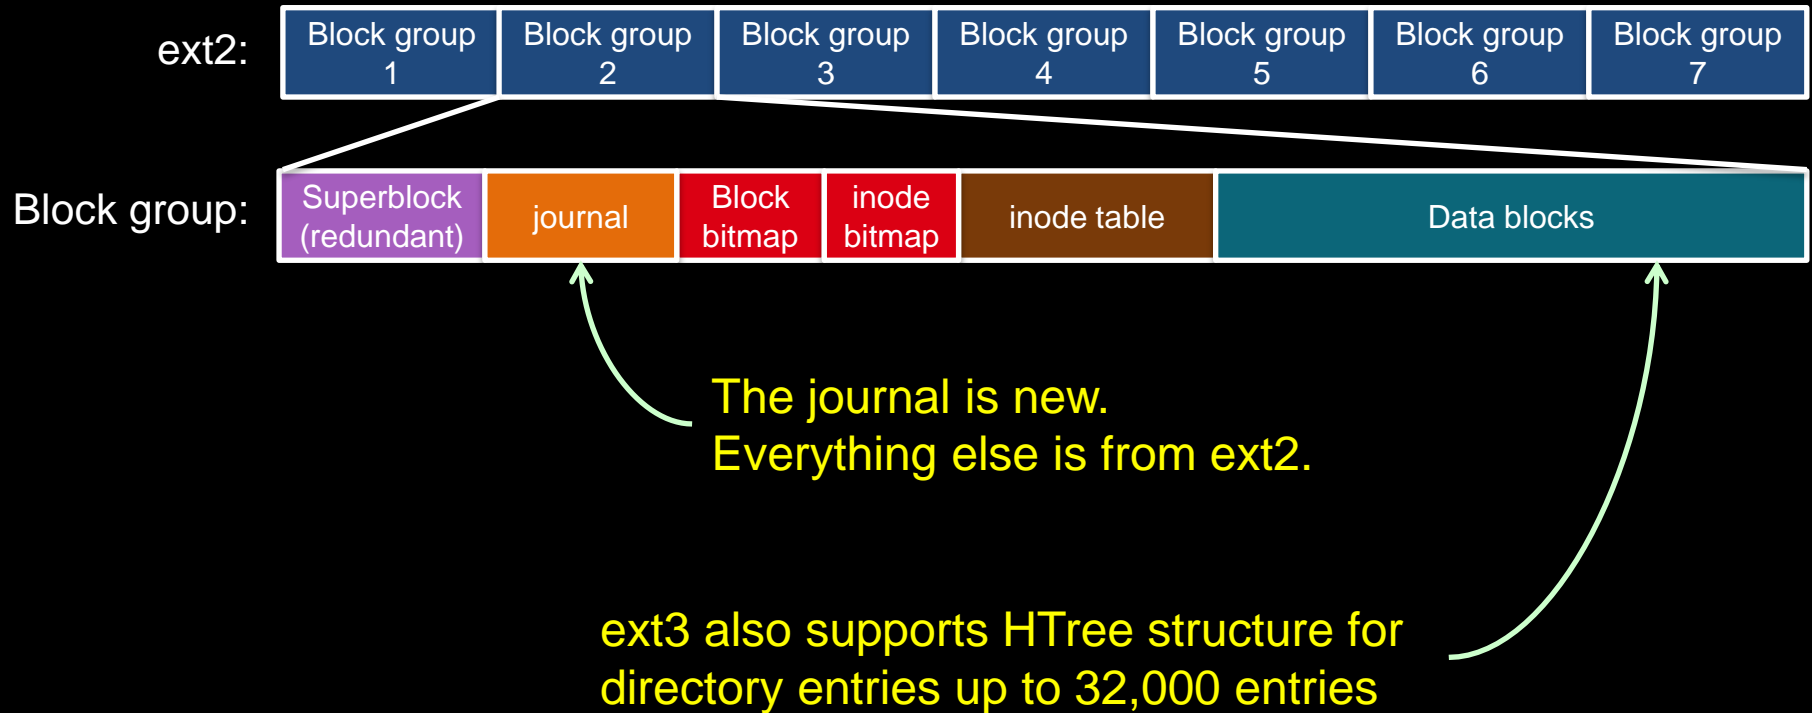 ext2:
Block group
1
Block group
2
Block group
3
Block group
4
Block group
5
Block group
6
Block group
7
Block group:
Superblock
(redundant)
journal
Block
bitmap
inode
bitmap
inode table
Data blocks
The journal is new.
Everything else is from ext2.
ext3 also supports HTree structure for
directory entries up to 32,000 entries